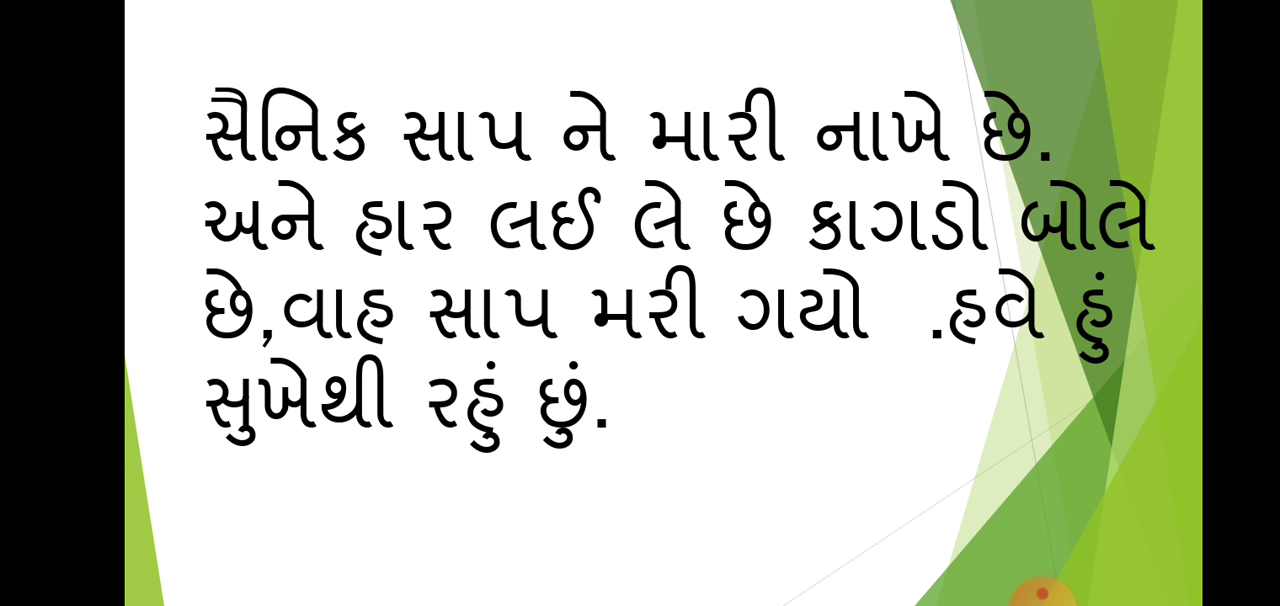 સૈનિક સાપ ને મારી નાખે છે.
અને હાર લઈ લે છે કાગડો બોલે
છે,વાહ સાપ મરી ગયો .હવે હું
સુખેથી રહું છું.